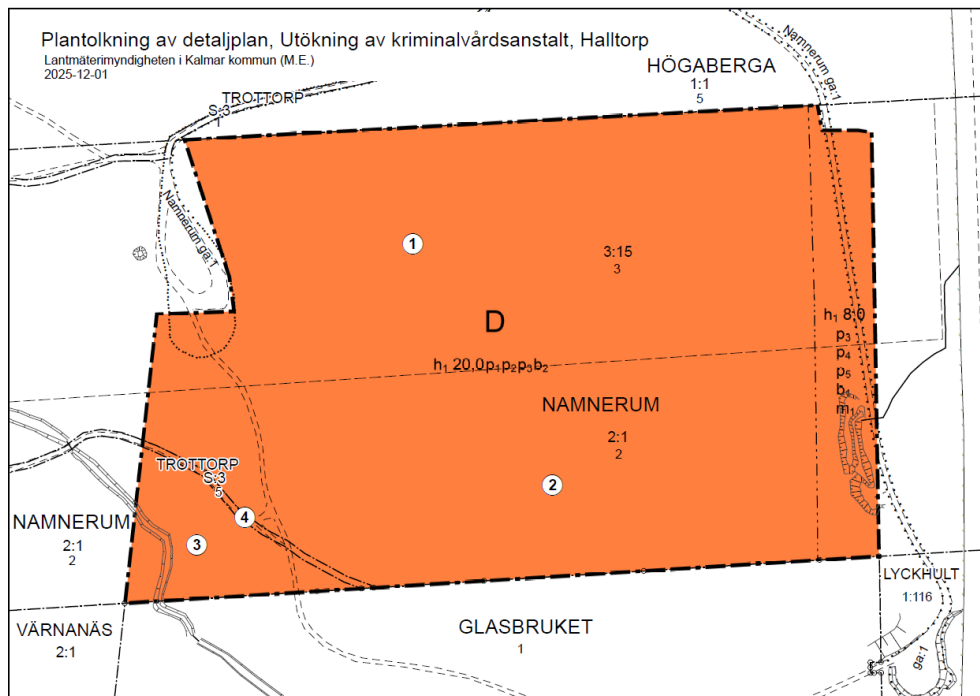 Plantolkning av detaljplan, Utökning av kriminalvårdsanstalt, Halltorp
Lantmäterimyndigheten i Kalmar kommun (M.E.)
2025-12-01
HÖGABERGA
1:1
5
Namnerum ga:1
TROTTORP
S:3
1
Namnerum ga:1
1
3:15
3
D
h1 8,0
p3
p4
p5
b4
m1
h1 20,0p1p2p3b2
NAMNERUM
2:1
2
2
TROTTORP
S:3
5
4
3
NAMNERUM
2:1
2
VÄRNANÄS
2:1
GLASBRUKET
1
LYCKHULT
1:116
ga:1